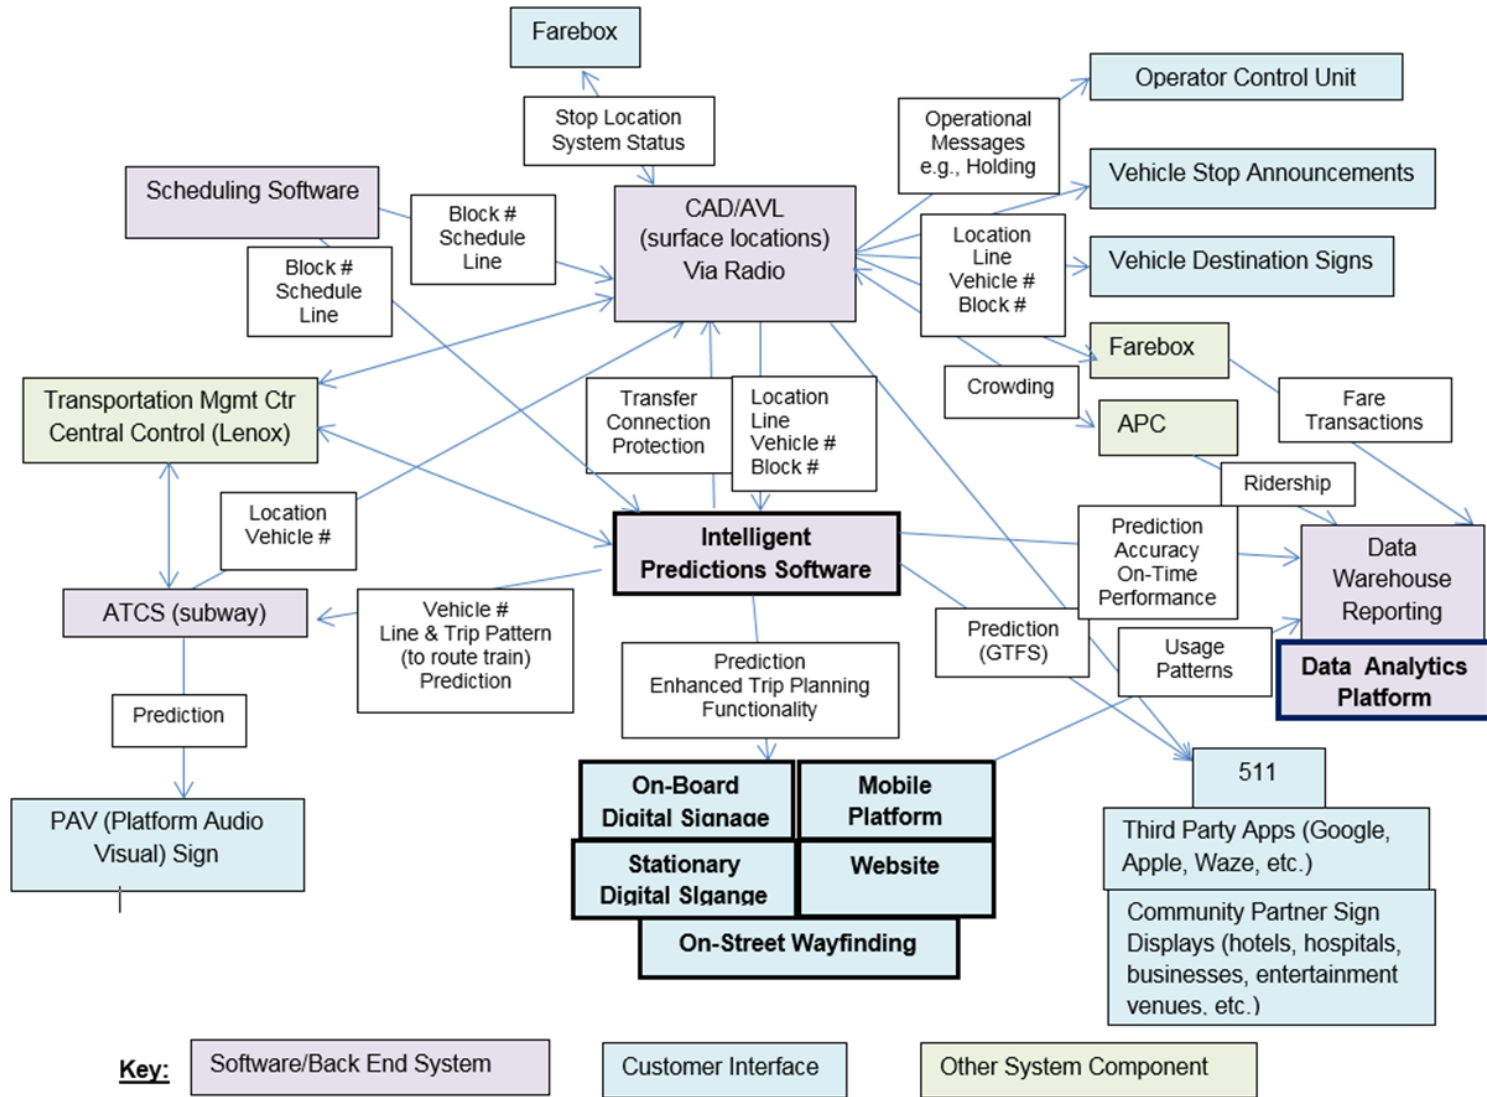 Farebox
Stop Location
System Status
Operator Control Unit
Operational
Messages
e.g., Holding
Vehicle Stop Announcements
Scheduling Software
Block #
Schedule
Line
Block #
Schedule
Line
CAD/AVL
(surface locations)
Via Radio
Location
Line
Vehicle #
Block #
Vehicle Destination Signs
Farebox
Crowding
APC
Fare
Transactions
Ridership
Transportation Mgmt Ctr
Central Control (Lenox)
Transfer
Connection
Protection
Location
Line
Vehicle #
Block #
Location
Vehicle #
Intelligent
Predictions Software
Prediction
Accuracy
On-Time
Performance
Data
Warehouse
Reporting
Data Analytics
Platform
ATCS (subway)
Vehicle #
Line & Trip Pattern
(to route train)
Prediction
Prediction
Enhanced Trip Planning
Functionality
Prediction
(GTFS)
Usage
Patterns
Prediction
PAV (Platform Audio
Visual) Sign
On-Board
Digital Signage
Mobile
Platform
Stationary
Digital SIgange
Website
On-Street Wayfinding
511
Third Party Apps (Google,
Apple, Waze, etc.)
Community Partner Sign
Displays (hotels, hospitals,
businesses, entertainment
venues, etc.)
Key:
Software/Back End System
Customer Interface
Other System Component